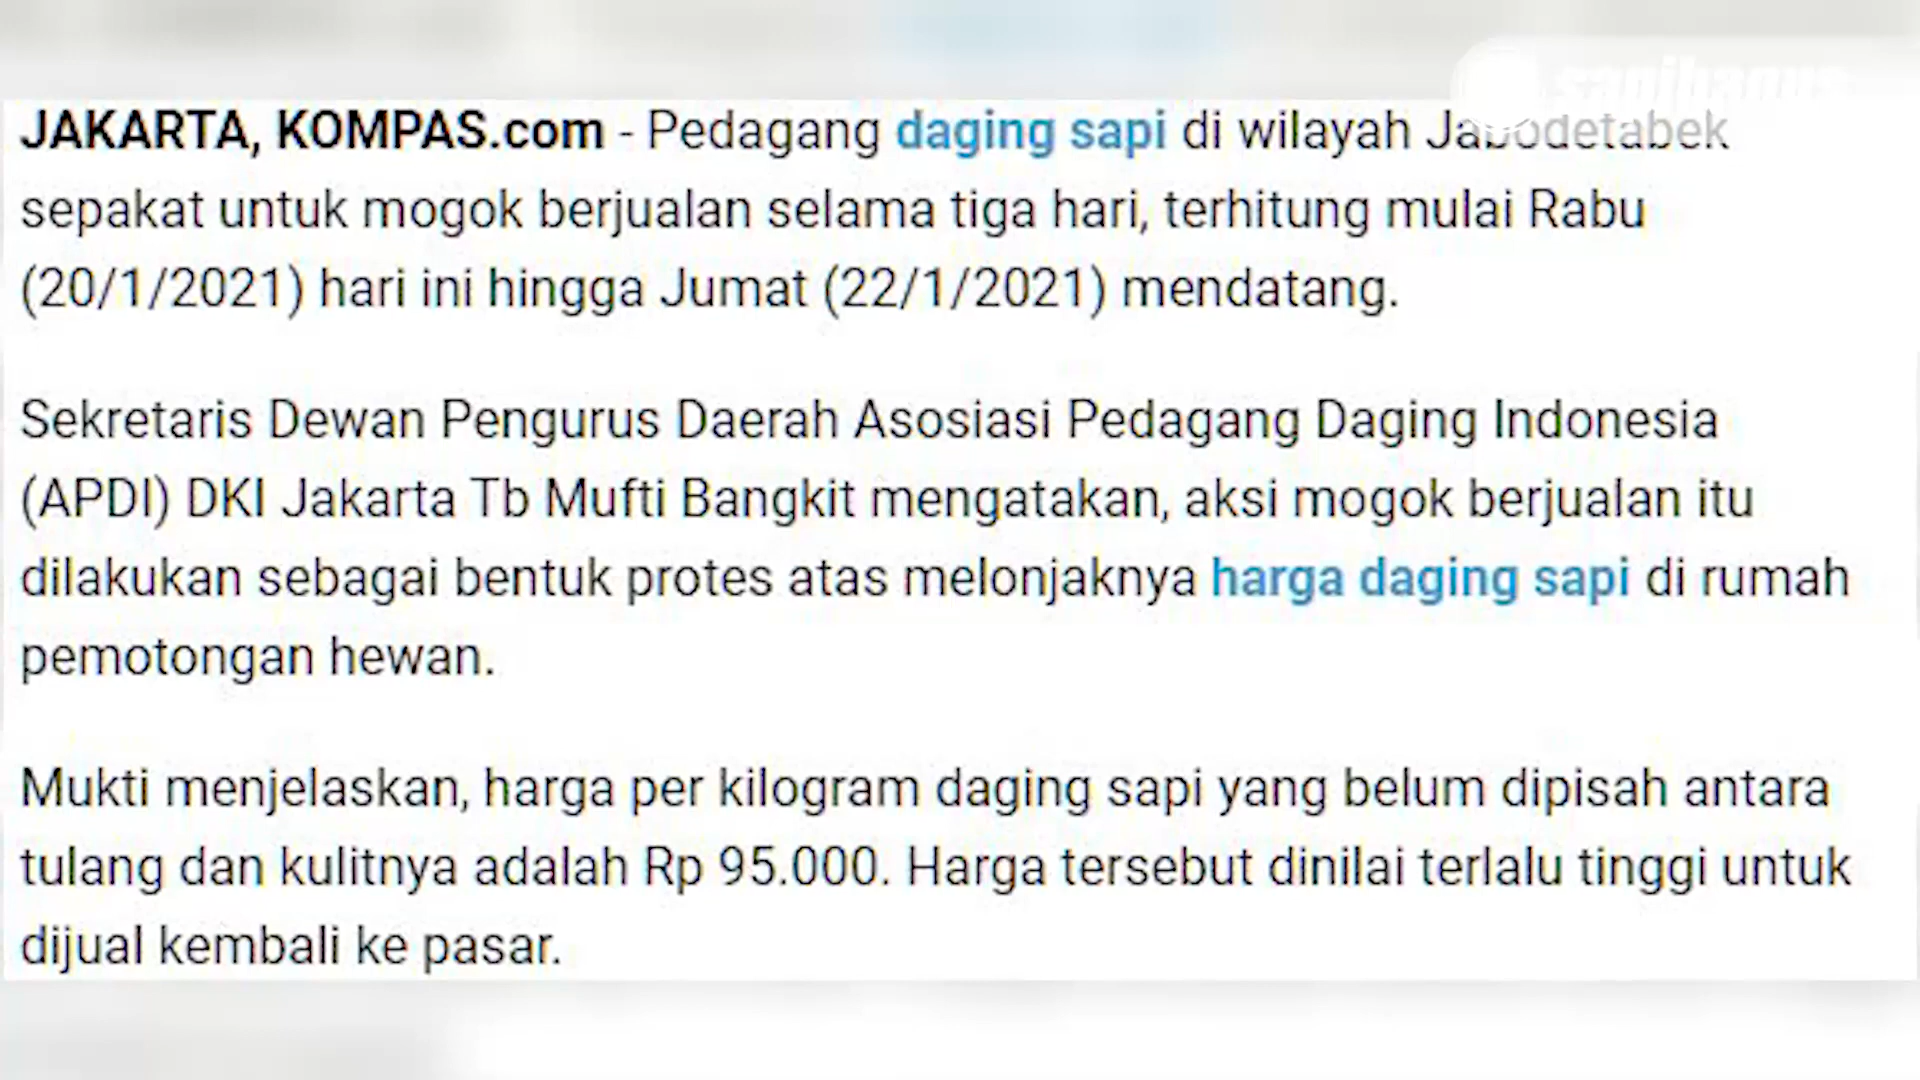 JAKARTA, KOMPAS.com - Pedagang daging sapi di wilayah Jabodetabek
sepakat untuk mogok berjualan selama tiga hari, terhitung mulai Rabu
(20/1/2021) hari ini hingga Jumat (22/1/2021) mendatang.
Sekretaris Dewan Pengurus Daerah Asosiasi Pedagang Daging Indonesia
(APDI) DKI Jakarta Tb Mufti Bangkit mengatakan, aksi mogok berjualan itu
dilakukan sebagai bentuk protes atas melonjaknya harga daging sapi di rumah
pemotongan hewan.
Mukti menjelaskan, harga per kilogram daging sapi yang belum dipisah antara
tulang dan kulitnya adalah Rp 95.000. Harga tersebut dinilai terlalu tinggi untuk
dijual kembali ke pasar.